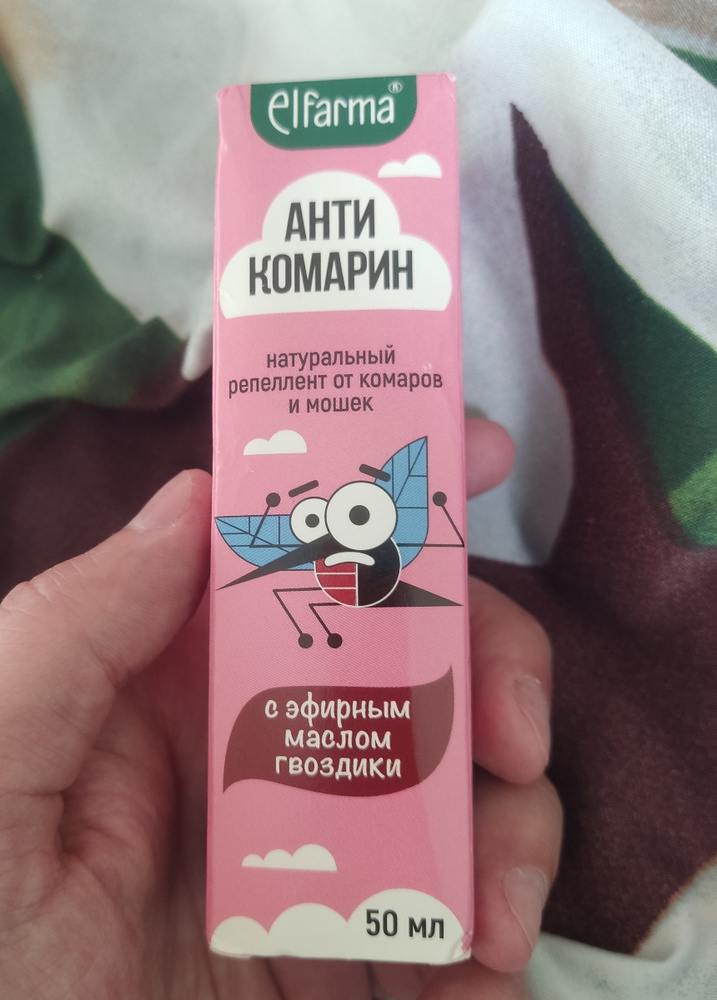 elfarma®
АНТИ
КОМАРИН
натуральный
репеллент от комаров
и мошек
с эфирным
маслом
гвоздики
50 мл